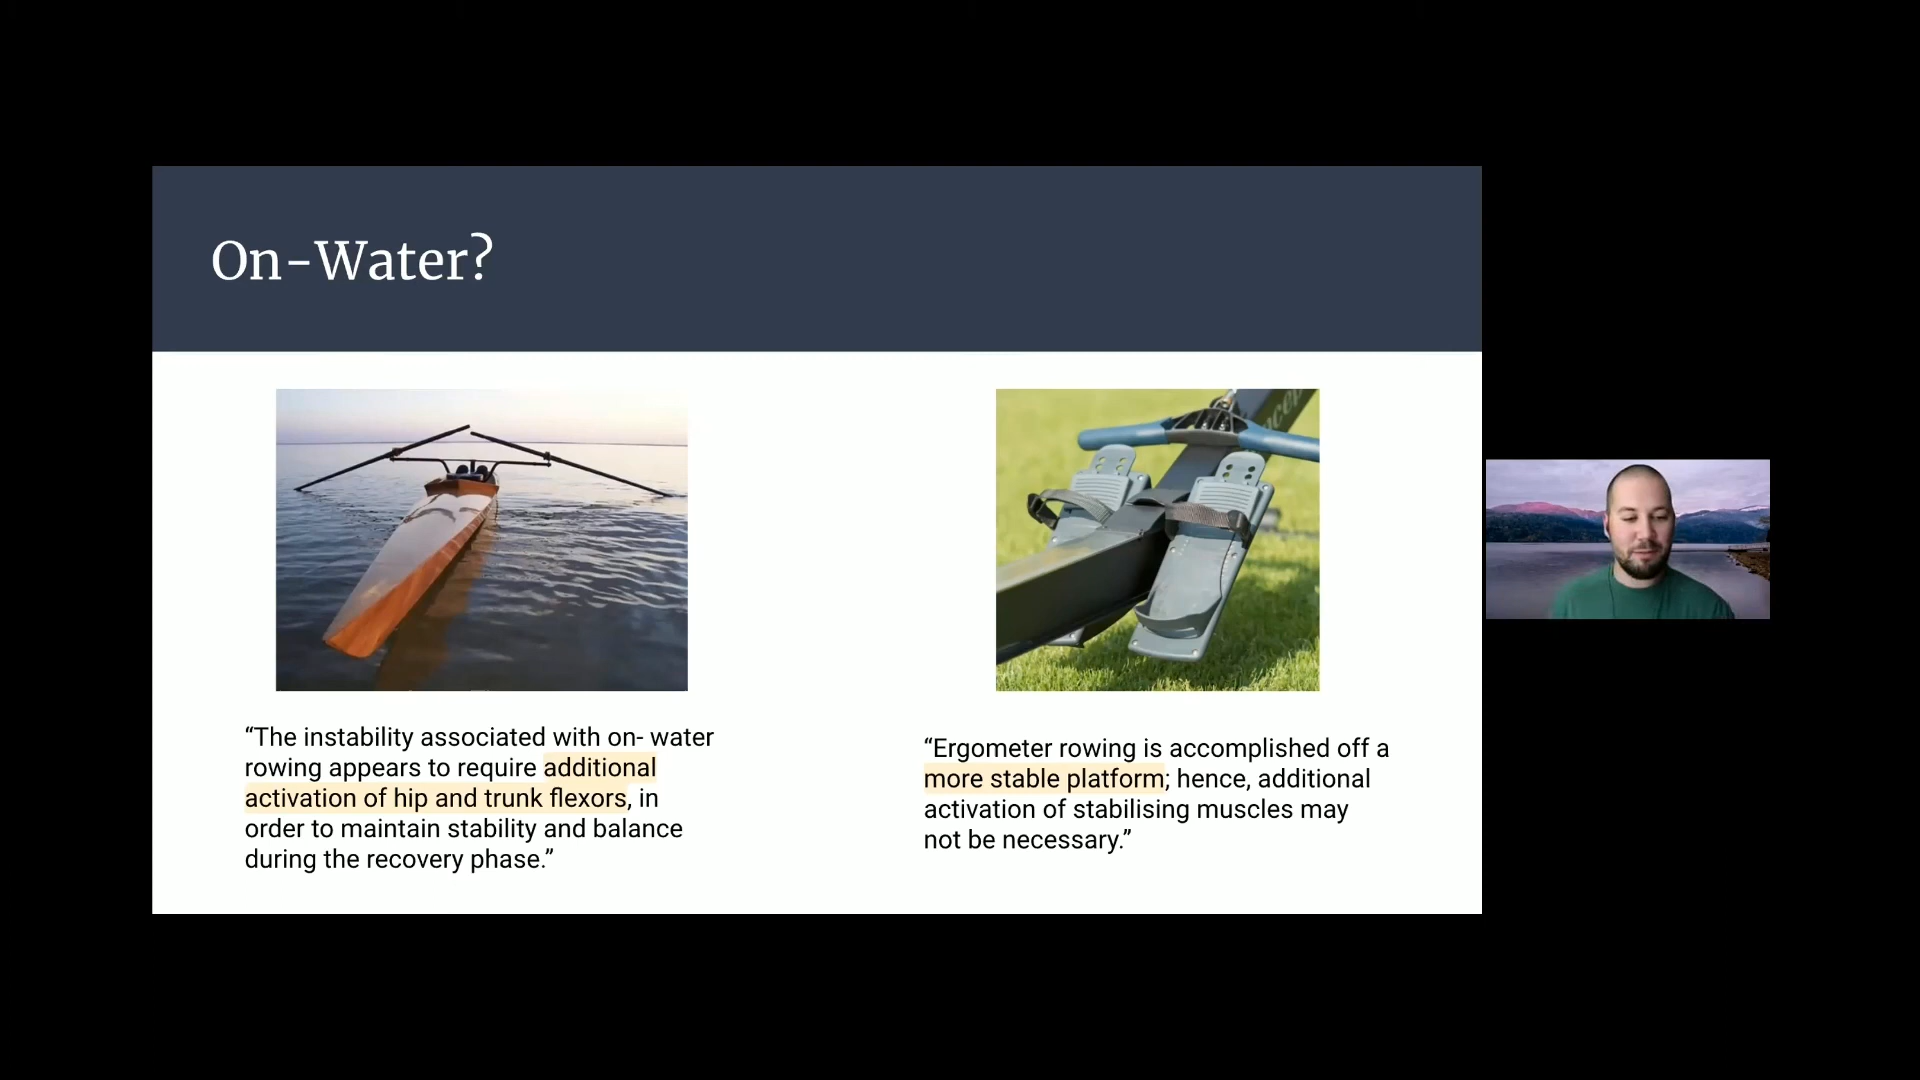 On-Water?
“The instability associated with on- water
rowing appears to require additional
activation of hip and trunk flexors, in
order to maintain stability and balance
during the recovery phase.”
“Ergometer rowing is accomplished off a
more stable platform; hence, additional
activation of stabilising muscles may
not be necessary.”